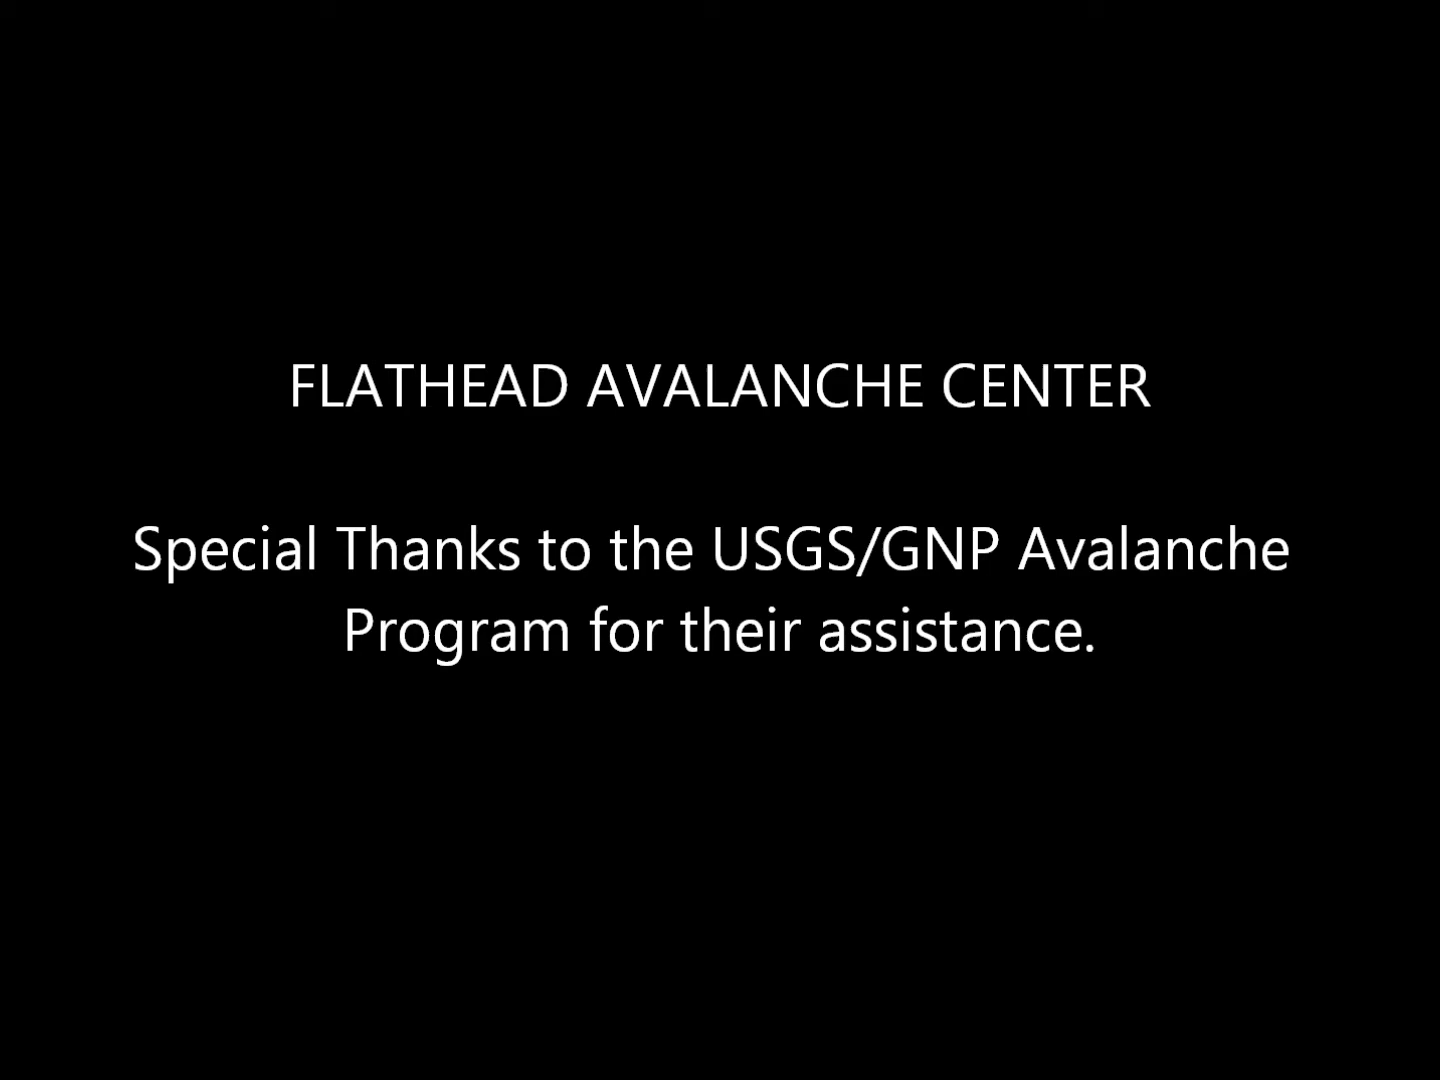 FLATHEAD AVALANCHE CENTER
Special Thanks to the USGS/GNP Avalanche
Program for their assistance.